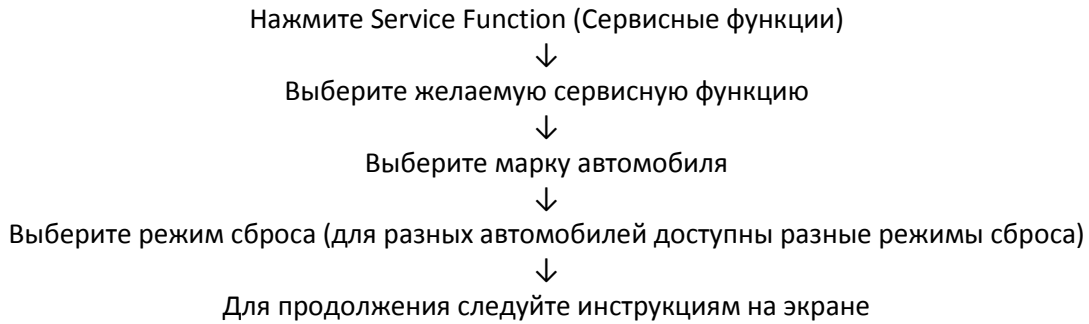 Нажмите Service Function (Сервисные функции)
↓
Выберите желаемую сервисную функцию
↓
Выберите марку автомобиля
↓
Выберите режим сброса (для разных автомобилей доступны разные режимы сброса)
↓
Для продолжения следуйте инструкциям на экране